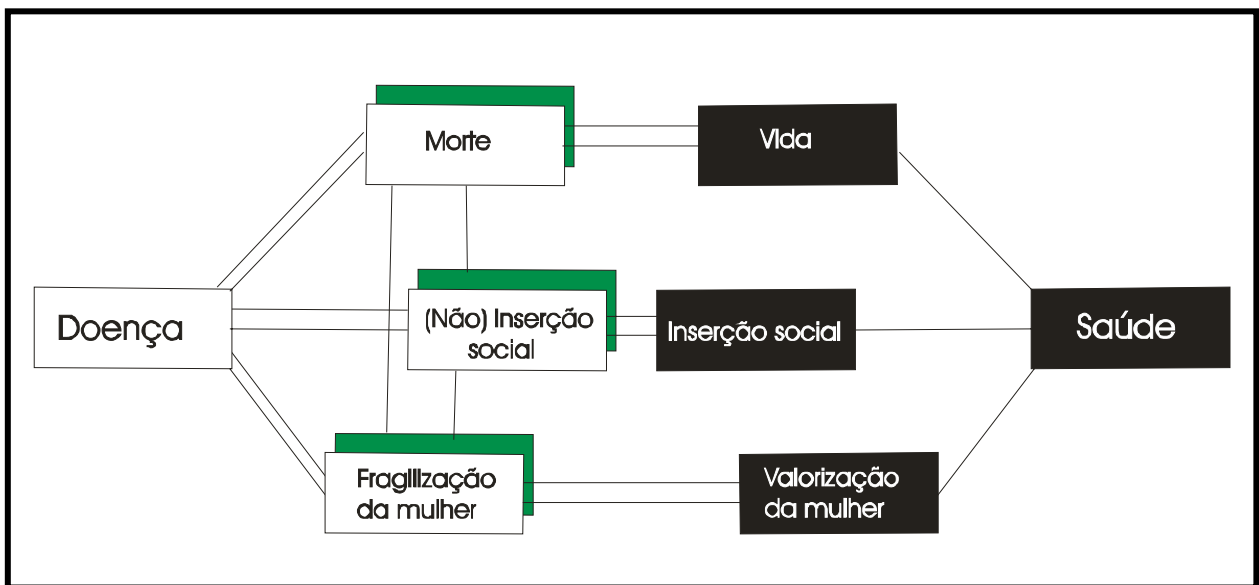 Morte
Vida
Doença
(Não) Inserção
social
Inserção social
Saúde
Fragilização
da mulher
Valorização
da mulher